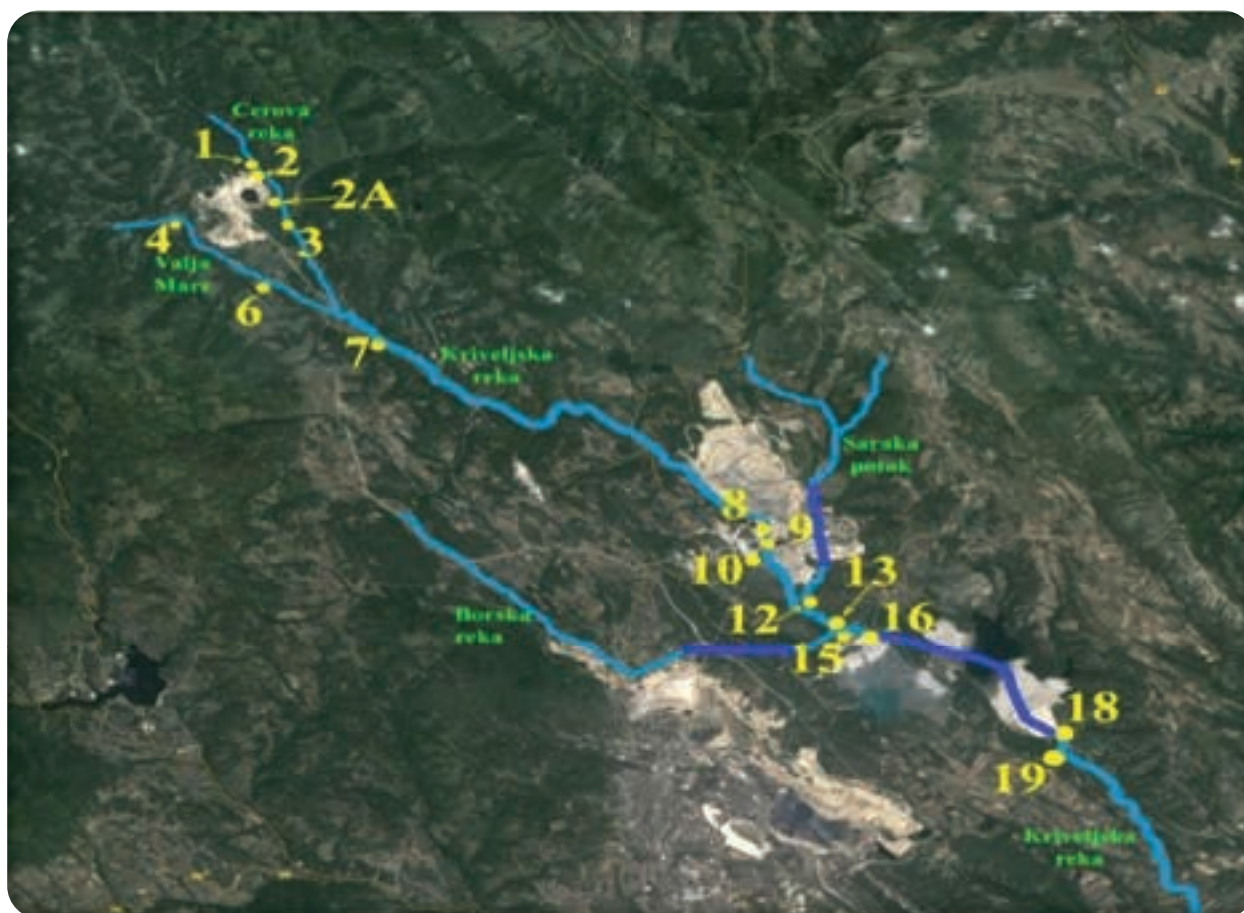 Cerova
reka
1
2
2A
3
4
Valja
Mare
6
7
Kriveljska
reka
Saraka
potok
8
9
10
13
12
16
15
Borska
reka
18
19
Kriveljska
reka